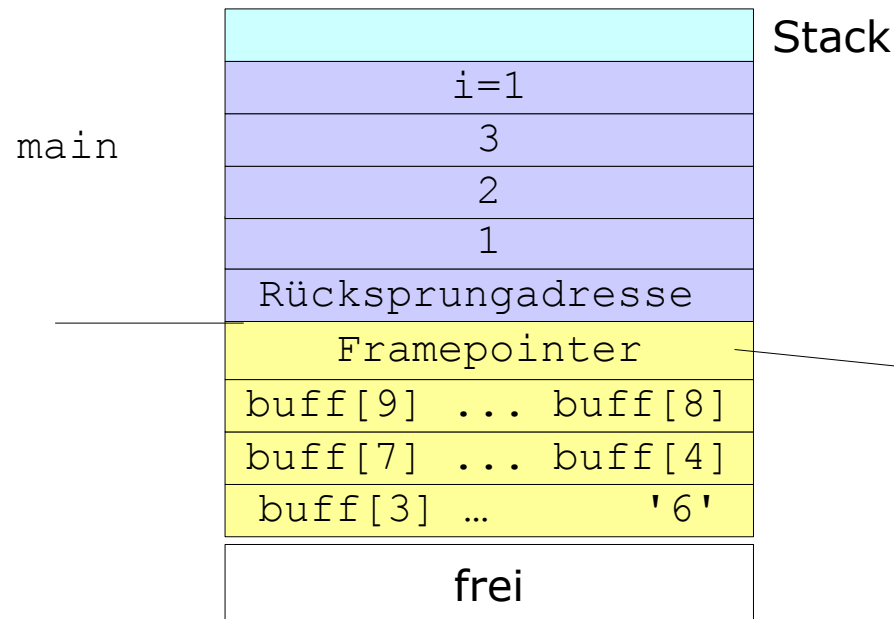 Stack
i=1
main
3
2
1
Rücksprungadresse
Framepointer
buff[9] ... buff[8]
buff[7] ... buff[4]
buff[3] … '6'
frei